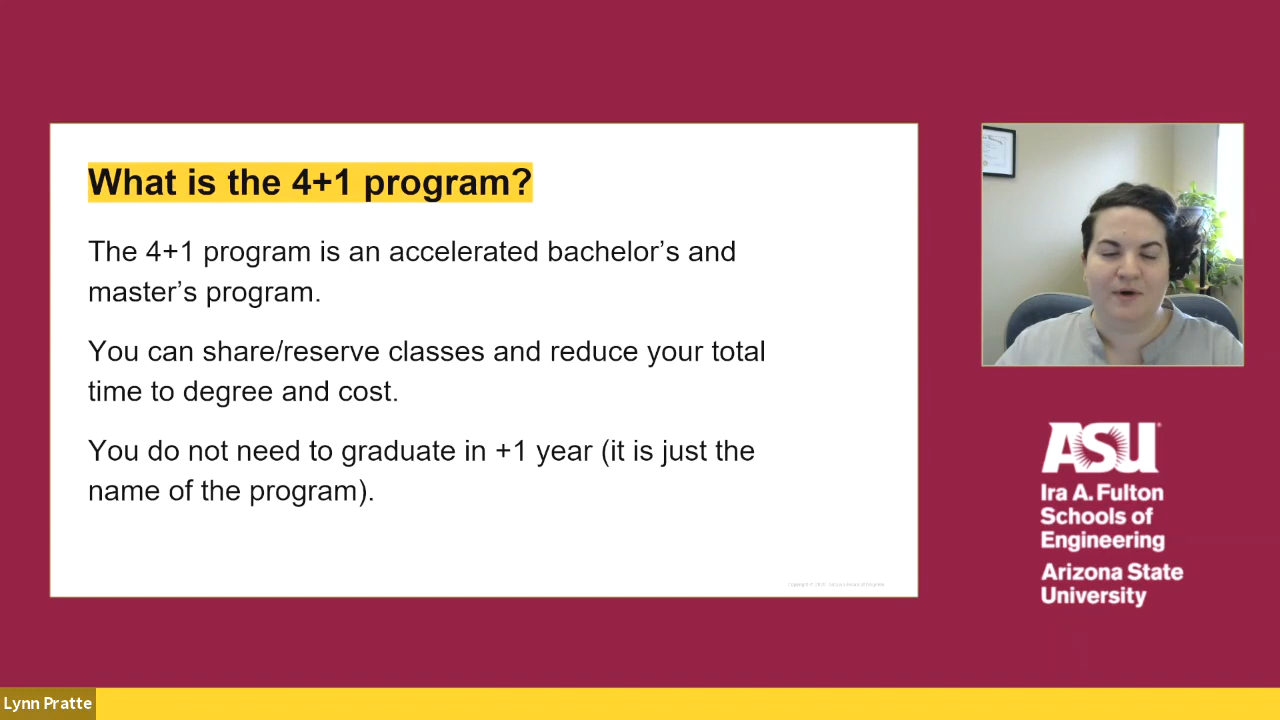 What is the 4+1 program?
The 4+1 program is an accelerated bachelor’s and
master’s program.
You can share/reserve classes and reduce your total
time to degree and cost.
You do not need to graduate in +1 year (it is just the
name of the program).
ASU
Ira A. Fulton
Schools of
Engineering
Arizona State
University
Lynn Pratte